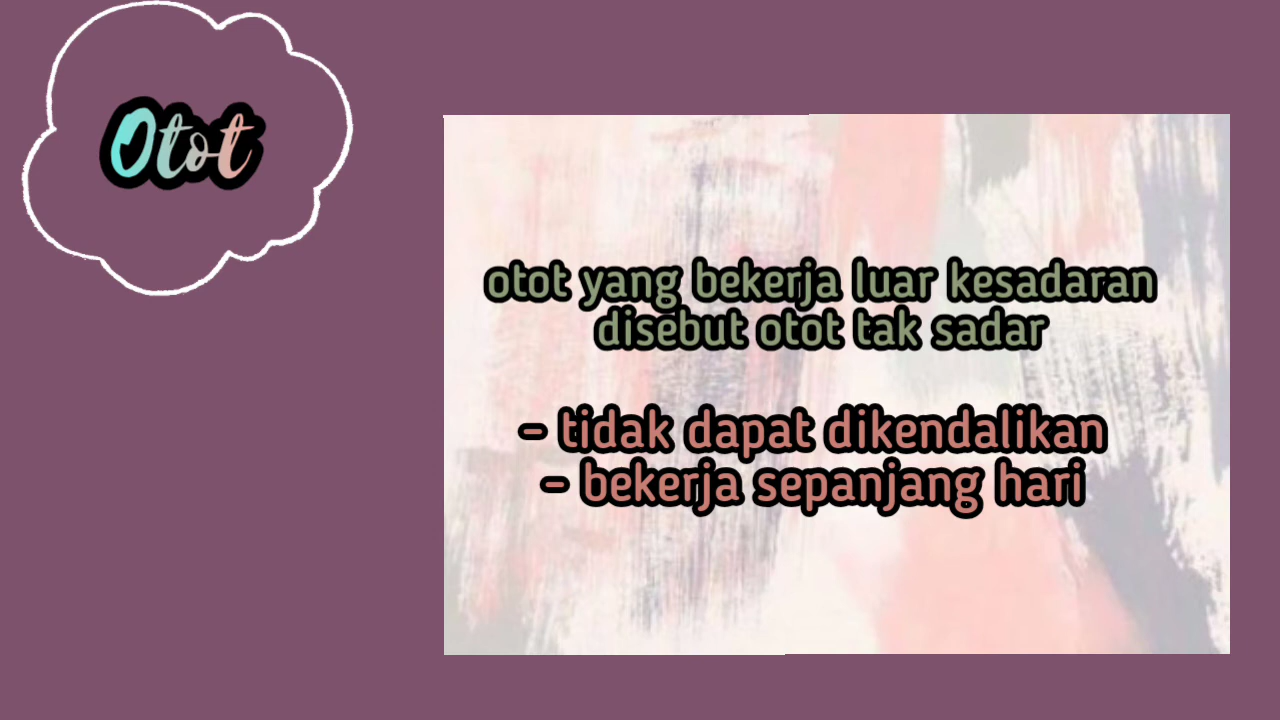 Otot
otot yang bekerja luar kesadaran
disebut otot tak sadar
- tidak dapat dikendalikan
- bekerja sepanjang hari